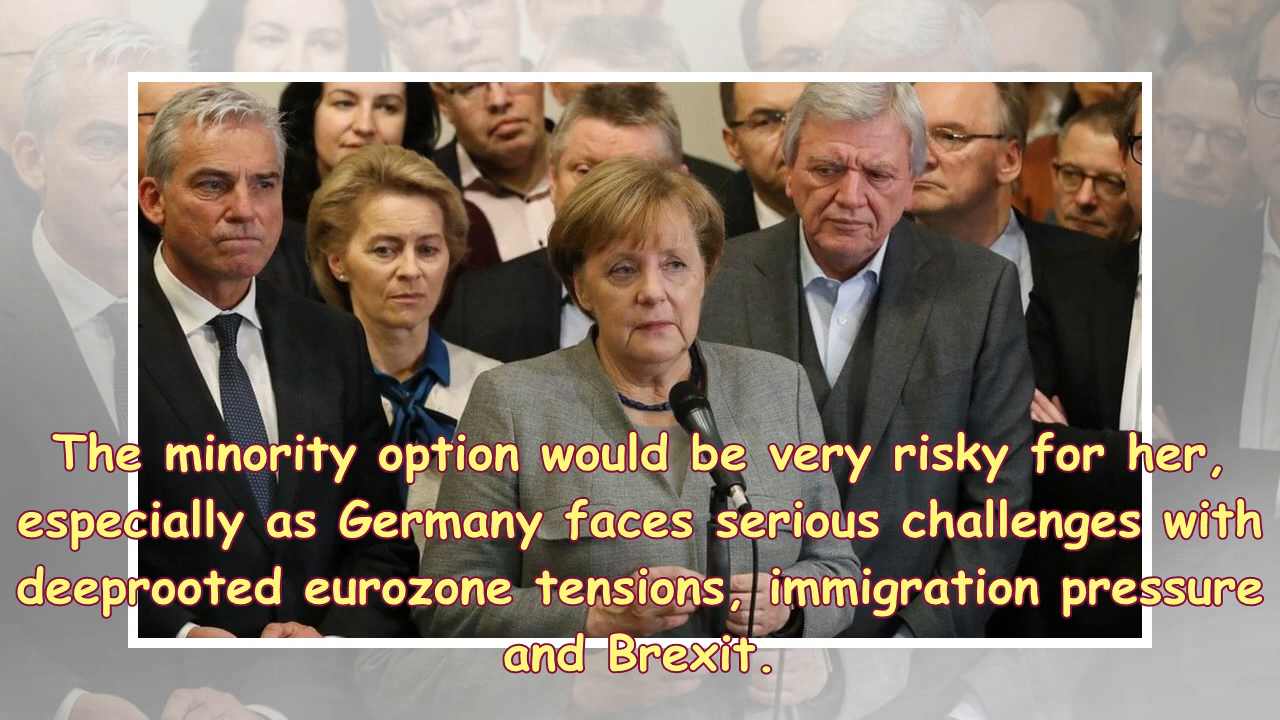 The minority option would be very risky for her,
especially as Germany faces serious challenges with
deeprooted eurozone tensions, immigration pressure
and Brexit.